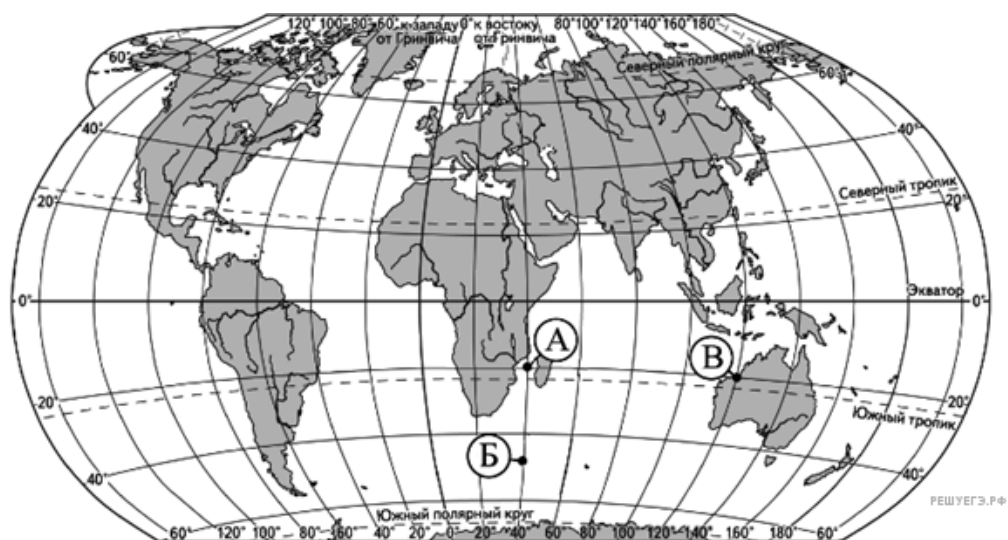 120° 100° 80° 60° к западу 0° к востоку 80° 100° 120° 140° 160° 180°
от Гринвича от Гринвича
60° Северный полярный круг 60°
40° 40°
20° Северный тропик 20°
0° Экватор 0°
А
В
20° 20°
Южный тропик
Б
40° 40°
РЕШУЕГЭ.РФ
Южный полярный круг
60° 120° 100° 80° 60° 40° 20° 0° 20° 40° 60° 80° 100° 120° 140° 160° 180° 60°